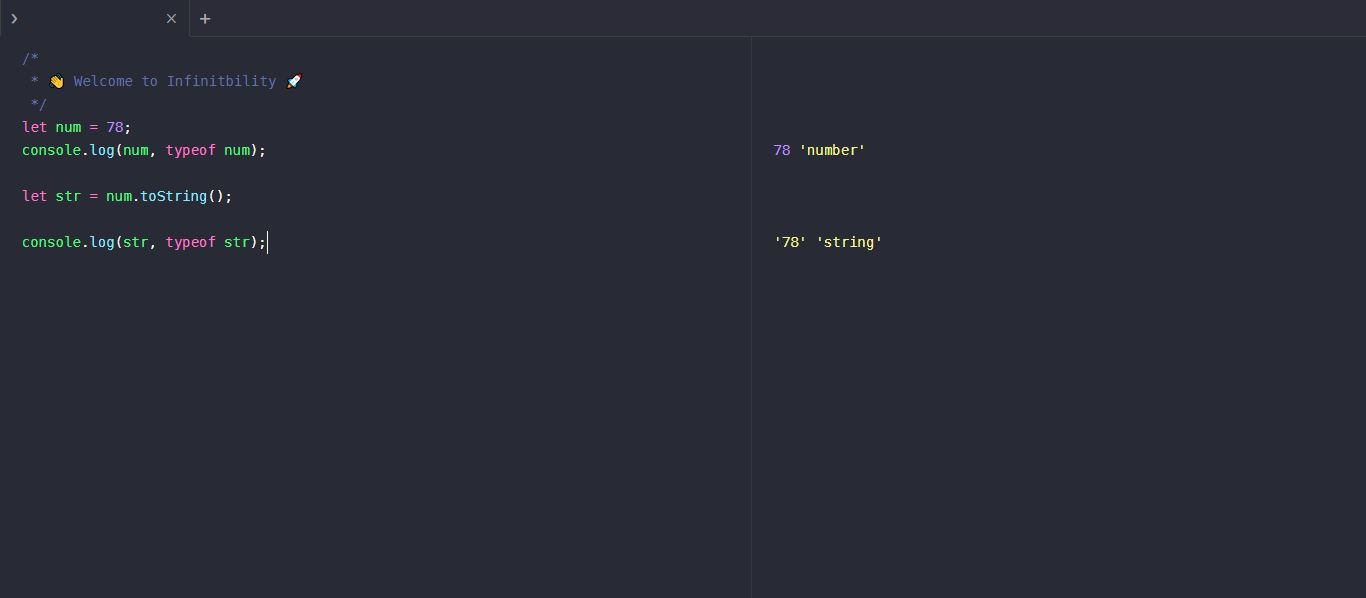 /*
 * 👋 Welcome to Infinitbility 🚀
 */
let num = 78;
console.log(num, typeof num);
78 'number'
let str = num.toString();
console.log(str, typeof str);
'78' 'string'